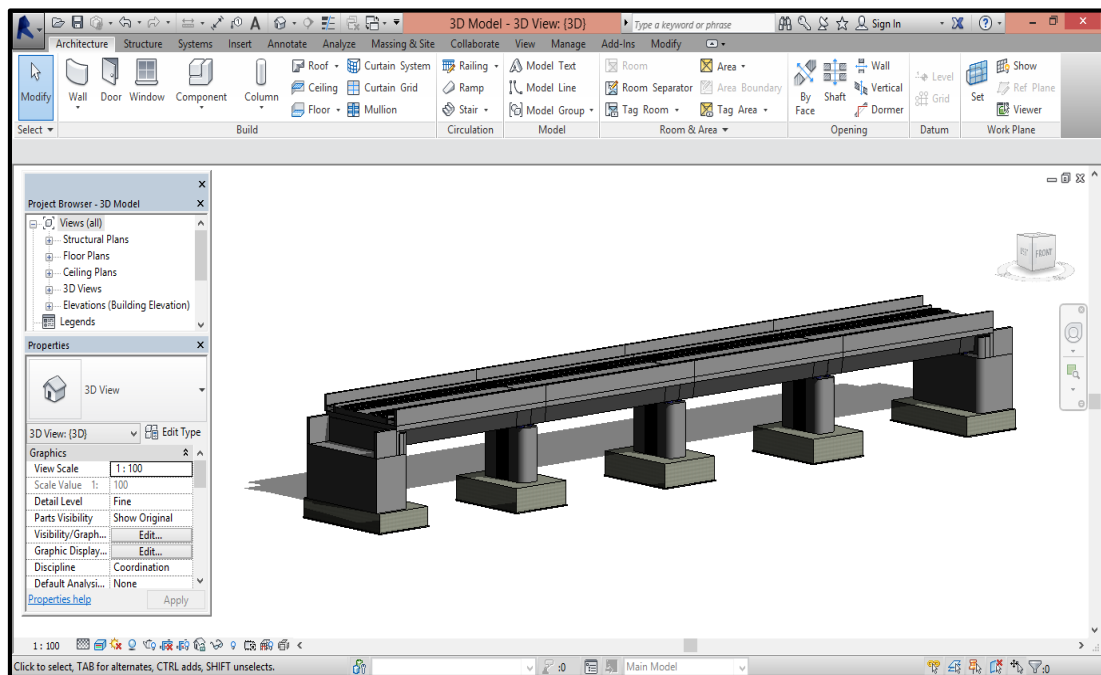 3D Model - 3D View: {3D}
Type a keyword or phrase
Sign In
Architecture Structure Systems Insert Annotate Analyze Massing & Site Collaborate View Manage Add-Ins Modify
Modify Wall Door Window Component Column
Roof Curtain System
Ceiling Curtain Grid
Floor Mullion
Railing
Ramp
Stair
Model Text
Model Line
Model Group
Room
Room Separator
Tag Room
Area
Area Boundary
Tag Area
By Face
Shaft
Wall
Vertical
Dormer
Level
Grid
Set
Show
Ref Plane
Viewer
Select Build Circulation Model Room & Area Opening Datum Work Plane
Project Browser - 3D Model
Views (all)
Structural Plans
Floor Plans
Ceiling Plans
3D Views
Elevations (Building Elevation)
Legends
Properties
3D View
3D View: {3D} Edit Type
Graphics
View Scale 1 : 100
Scale Value 1: 100
Detail Level Fine
Parts Visibility Show Original
Visibility/Graph... Edit...
Graphic Display... Edit...
Discipline Coordination
Default Analysi... None
Properties help Apply
FRONT
1 : 100
Click to select, TAB for alternates, CTRL adds, SHIFT unselects.
:0
Main Model
:0